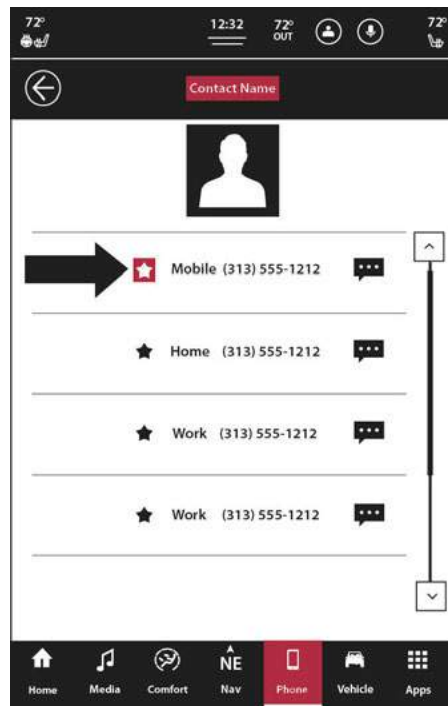 72° 12:32 72° 72°
OUT
Contact Name
Mobile (313) 555-1212
Home (313) 555-1212
Work (313) 555-1212
Work (313) 555-1212
NE
Home Media Comfort Nav Phone Vehicle Apps